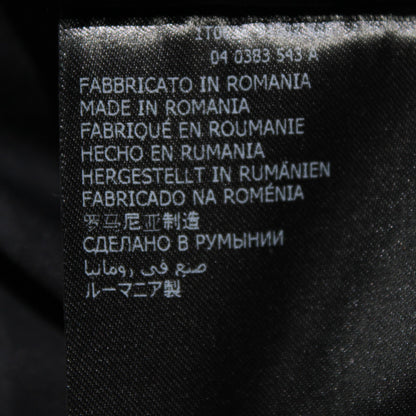 04 0383 543 A
FABBRICATO IN ROMANIA
MADE IN ROMANIA
FABRIQUÉ EN ROUMANIE
HECHO EN RUMANIA
HERGESTELLT IN RUMÄNIEN
FABRICADO NA ROMÉNIA
罗马尼亚制造
СДЕЛАНО В РУМЫНИИ
صنع في رومانيا
ルーマニア製